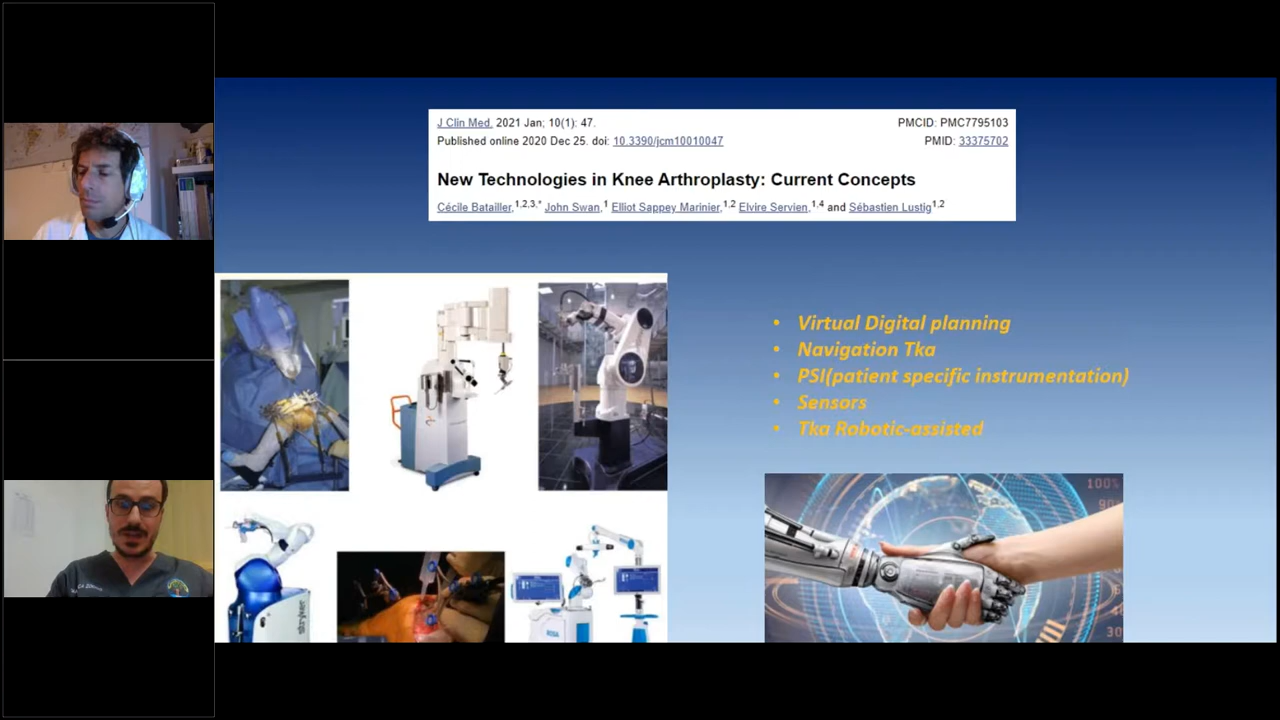 J Clin Med. 2021 Jan; 10(1): 47.
PMCID: PMC7795103
Published online 2020 Dec 25. doi: 10.3390/jcm10010047
PMID: 33375702
New Technologies in Knee Arthroplasty: Current Concepts
Cécile Batailler,1,2,3,* John Swan,1 Elliot Sappey Marinier,1,2 Elvire Servien,1,4 and Sébastien Lustig1,2
• Virtual Digital planning
• Navigation Tka
• PSI(patient specific instrumentation)
• Sensors
• Tka Robotic-assisted
100%
90
30
stryker
ROSA